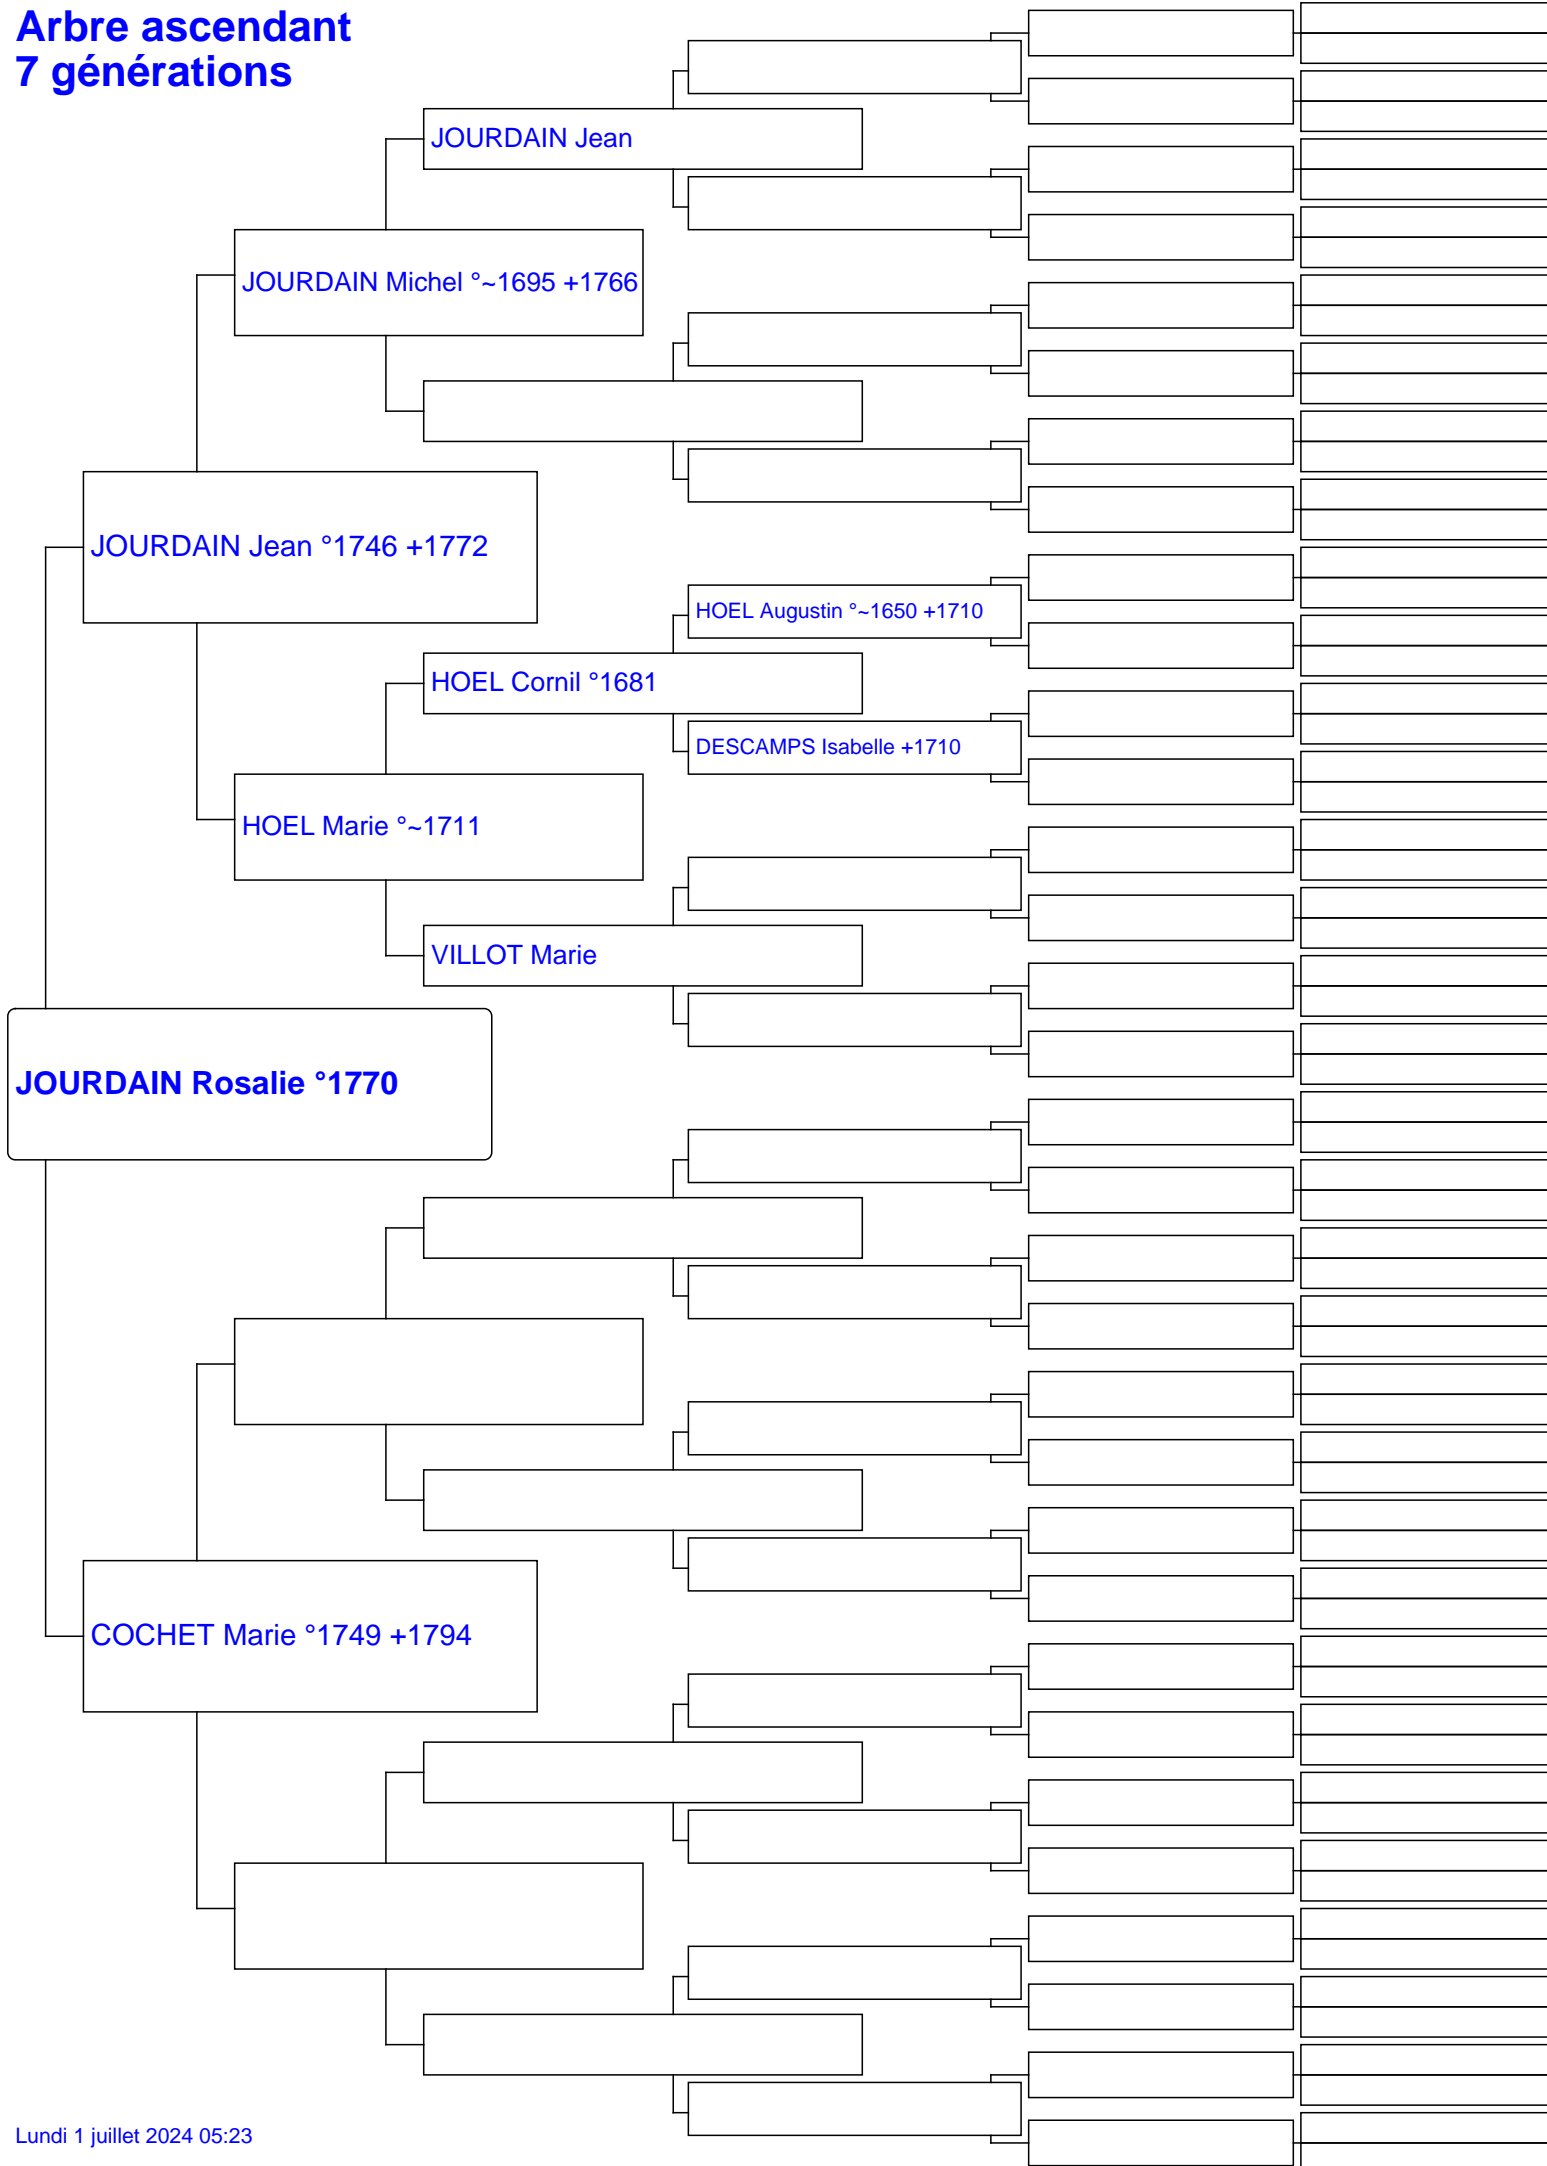 Arbre ascendant
7 générations
JOURDAIN Jean
JOURDAIN Michel °~1695 +1766
JOURDAIN Jean °1746 +1772
HOEL Augustin °~1650 +1710
HOEL Cornil °1681
DESCAMPS Isabelle +1710
HOEL Marie °~1711
VILLOT Marie
JOURDAIN Rosalie °1770
COCHET Marie °1749 +1794
Lundi 1 juillet 2024 05:23